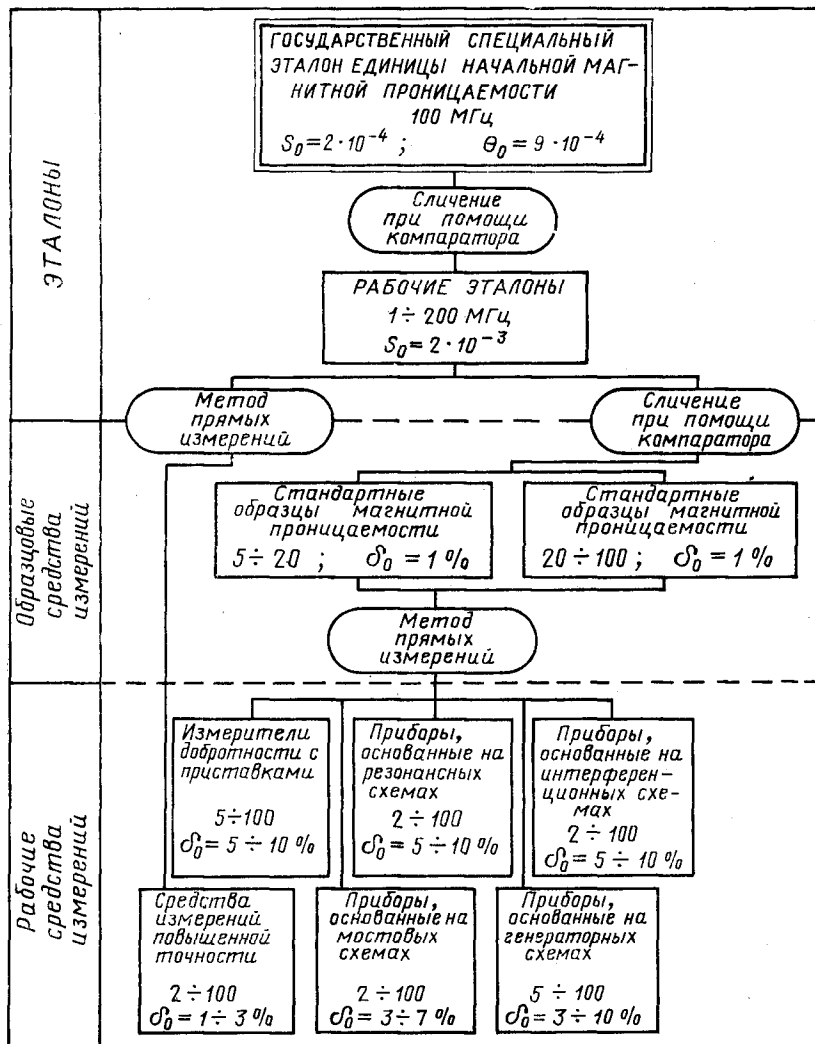 ЭТАЛОНЫ
ГОСУДАРСТВЕННЫЙ СПЕЦИАЛЬНЫЙ
ЭТАЛОН ЕДИНИЦЫ НАЧАЛЬНОЙ МАГ-
НИТНОЙ ПРОНИЦАЕМОСТИ
100 МГц
S₀ = 2·10⁻⁴ ; Θ₀ = 9·10⁻⁴
Сличение
при помощи
компаратора
РАБОЧИЕ ЭТАЛОНЫ
1÷200 МГц
S₀ = 2·10⁻³
Метод
прямых
измерений
Сличение
при помощи
компаратора
Образцовые
средства
измерений
Стандартные
образцы магнитной
проницаемости
5÷20 ; δ₀ = 1 %
Стандартные
образцы магнитной
проницаемости
20÷100 ; δ₀ = 1 %
Метод
прямых
измерений
Рабочие
средства
измерений
Измерители
добротности с
приставками
5÷100
δ₀ = 5÷10 %
Приборы,
основанные на
резонансных
схемах
2÷100
δ₀ = 5÷10 %
Приборы,
основанные на
интерферен-
ционных схе-
мах
2÷100
δ₀ = 5÷10 %
Средства
измерений
повышенной
точности
2÷100
δ₀ = 1÷3 %
Приборы,
основанные на
мостовых
схемах
2÷100
δ₀ = 3÷7 %
Приборы,
основанные на
генераторных
схемах
5÷100
δ₀ = 3÷10 %